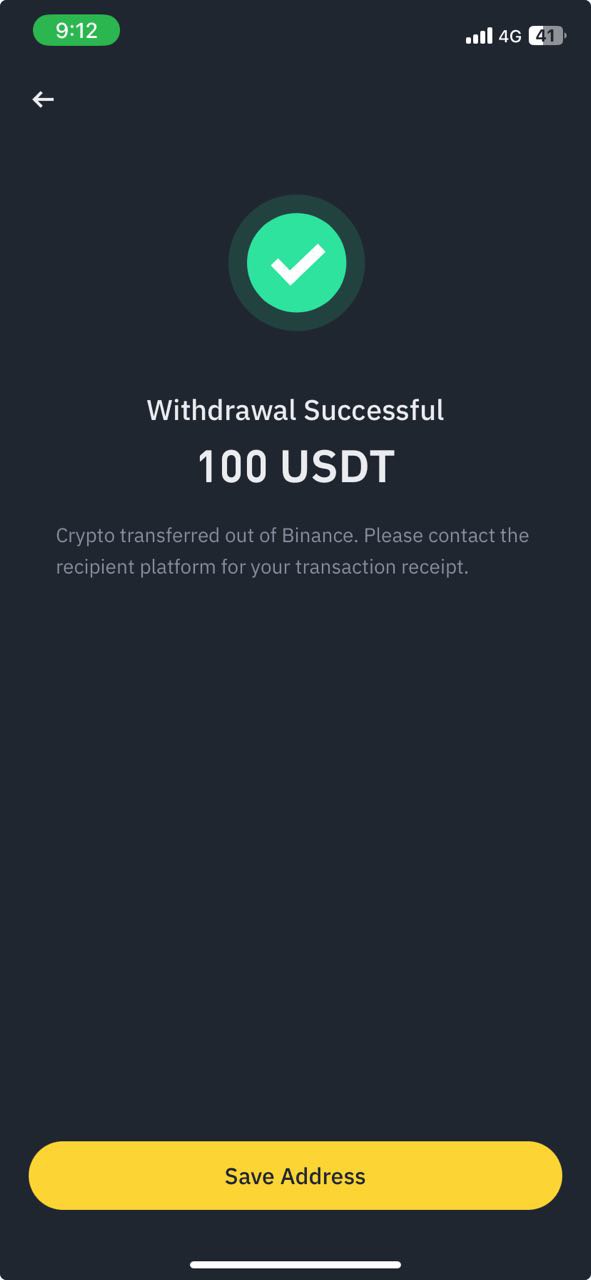 9:12
4G
41
Withdrawal Successful
100 USDT
Crypto transferred out of Binance. Please contact the
recipient platform for your transaction receipt.
Save Address